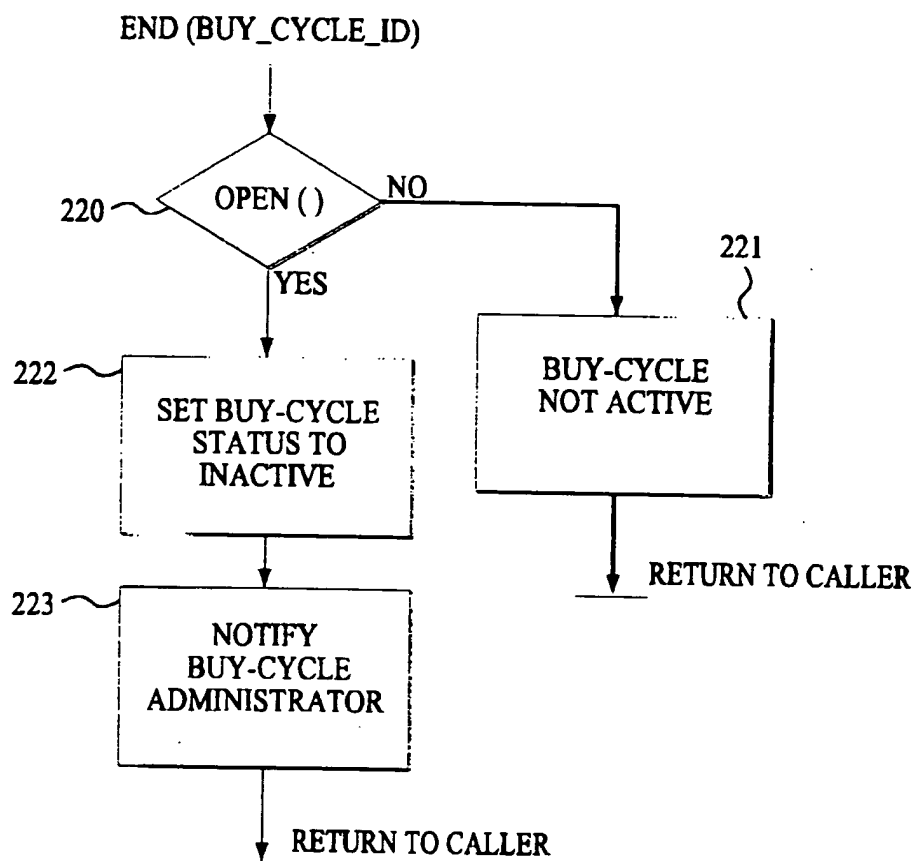 END (BUY_CYCLE_ID)
OPEN ( )
220
NO
YES
221
BUY-CYCLE
NOT ACTIVE
222
SET BUY-CYCLE
STATUS TO
INACTIVE
RETURN TO CALLER
223
NOTIFY
BUY-CYCLE
ADMINISTRATOR
RETURN TO CALLER